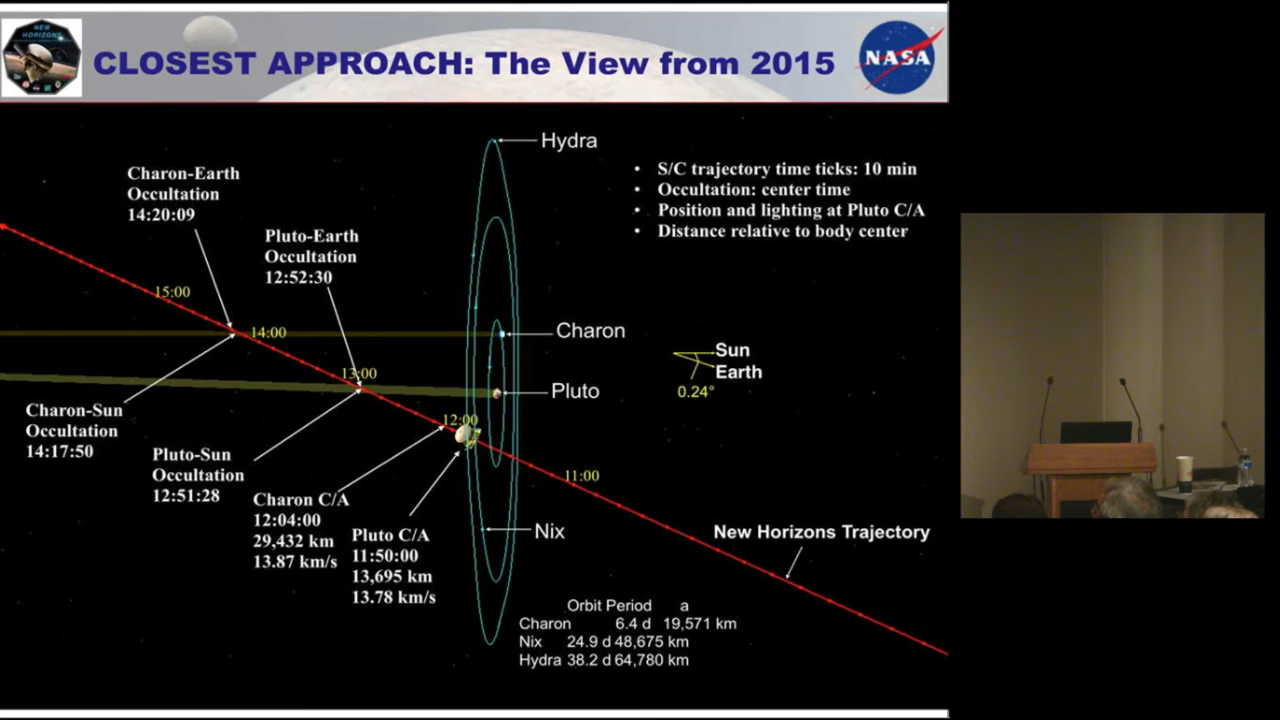 NEW
HORIZONS
CLOSEST APPROACH: The View from 2015
NASA
Hydra
• S/C trajectory time ticks: 10 min
• Occultation: center time
• Position and lighting at Pluto C/A
• Distance relative to body center
Charon-Earth
Occultation
14:20:09
Pluto-Earth
Occultation
12:52:30
15:00
14:00
Charon
Sun
Earth
0.24°
13:00
Pluto
Charon-Sun
Occultation
14:17:50
12:00
Pluto-Sun
Occultation
12:51:28
11:00
Charon C/A
12:04:00
29,432 km
13.87 km/s
Pluto C/A
11:50:00
13,695 km
13.78 km/s
Nix
New Horizons Trajectory
Orbit Period a
Charon 6.4 d 19,571 km
Nix 24.9 d 48,675 km
Hydra 38.2 d 64,780 km